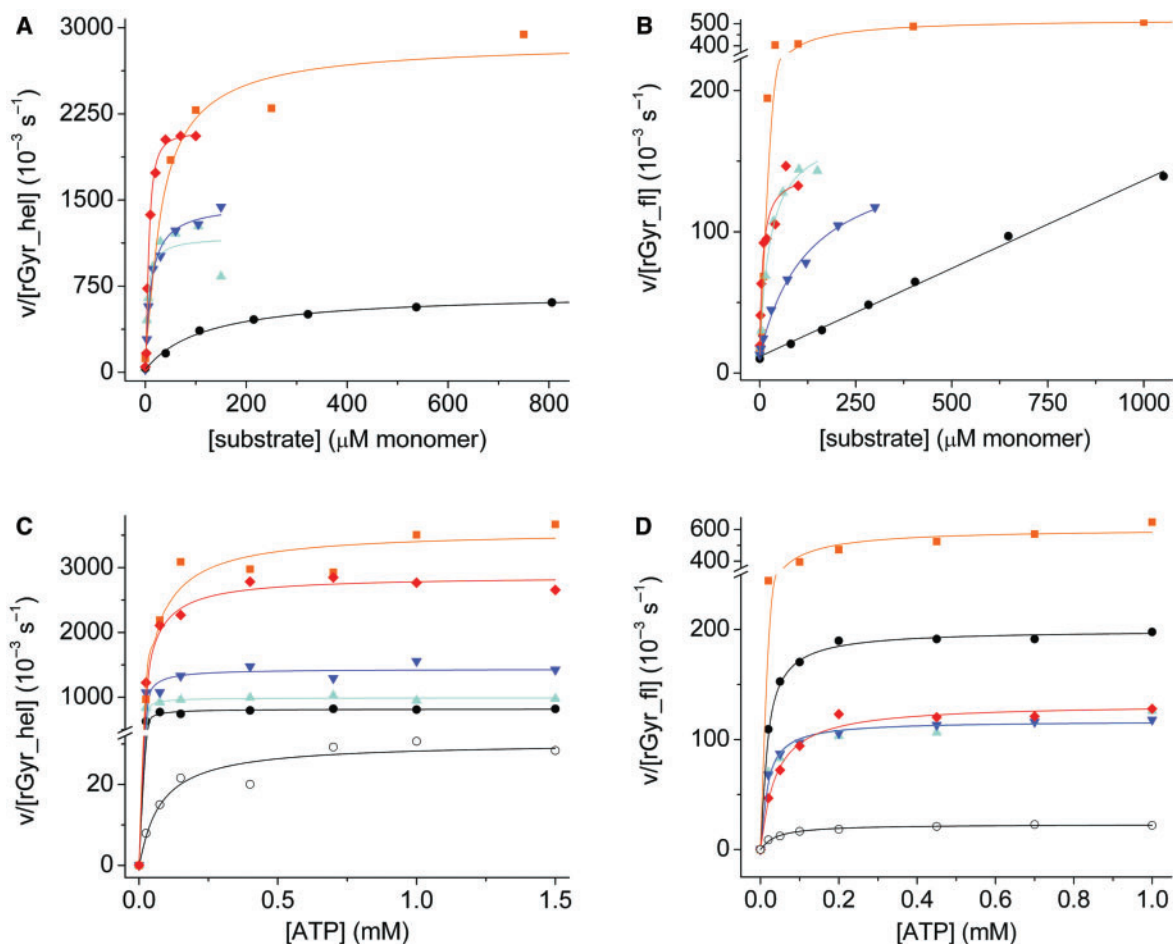 A
v/[rGyr_hel] (10⁻³ s⁻¹)
3000
2250
1500
750
0
0 200 400 600 800
[substrate] (μM monomer)
B
v/[rGyr_fl] (10⁻³ s⁻¹)
500
400
200
100
0
0 250 500 750 1000
[substrate] (μM monomer)
C
v/[rGyr_hel] (10⁻³ s⁻¹)
3000
2000
1000
20
0
0.0 0.5 1.0 1.5
[ATP] (mM)
D
v/[rGyr_fl] (10⁻³ s⁻¹)
600
400
200
100
0
0.0 0.2 0.4 0.6 0.8 1.0
[ATP] (mM)